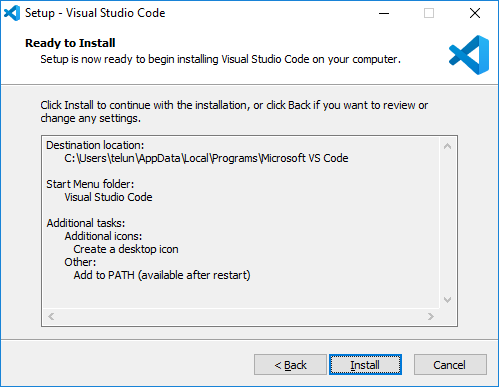 Setup - Visual Studio Code
Ready to Install
Setup is now ready to begin installing Visual Studio Code on your computer.
Click Install to continue with the installation, or click Back if you want to review or
change any settings.
Destination location:
C:\Users\telun\AppData\Local\Programs\Microsoft VS Code
Start Menu folder:
Visual Studio Code
Additional tasks:
Additional icons:
Create a desktop icon
Other:
Add to PATH (available after restart)
< Back
Install
Cancel